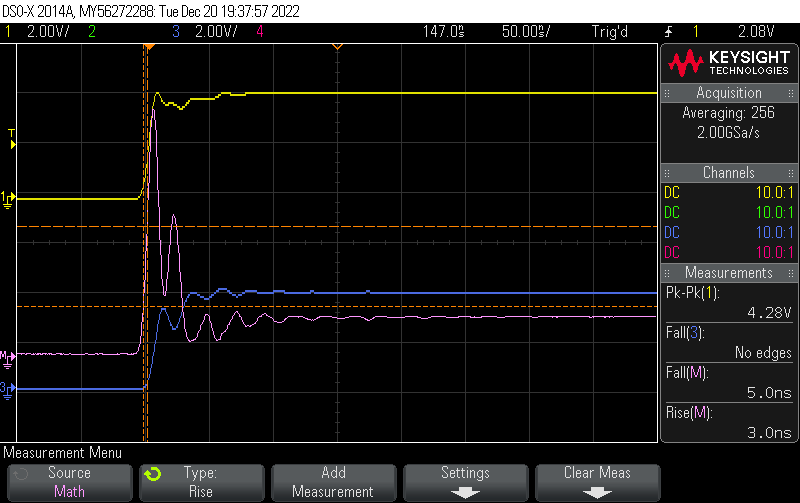 DSO-X 2014A, MY56272288: Tue Dec 20 19:37:57 2022
1 2.00V/ 2 3 2.00V/ 4 147.0s 50.00s/ Trig'd 1 2.08V
KEYSIGHT
TECHNOLOGIES
Acquisition
Averaging: 256
2.00GSa/s
Channels
DC 10.0:1
DC 10.0:1
DC 10.0:1
DC 10.0:1
Measurements
Pk-Pk(1):
4.28V
Fall(3):
No edges
Fall(M):
5.0ns
Rise(M):
3.0ns
T
1
M
3
Measurement Menu
Source
Math
Type:
Rise
Add
Measurement
Settings
Clear Meas